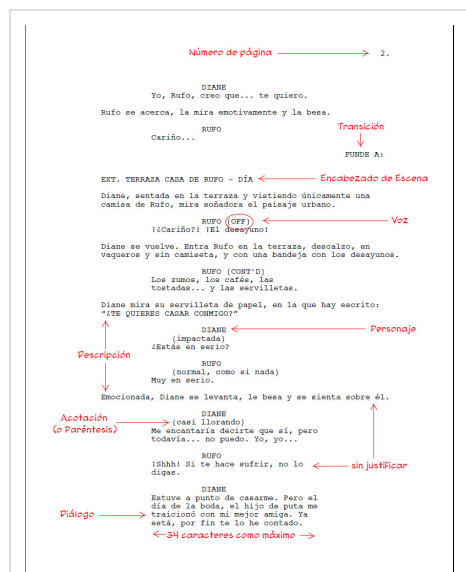 Número de página 2.
DIANE
Yo, Rufo, creo que... te quiero.
Rufo se acerca, la mira emotivamente y la besa.
RUFO
Cariño...
Transición
FUNDE A:
EXT. TERRAZA CASA DE RUFO - DÍA Encabezado de Escena
Diane, sentada en la terraza y vistiendo únicamente una
camisa de Rufo, mira soñadora el paisaje urbano.
RUFO (OFF) Voz
¡¿Cariño?! ¡El desayuno!
Diane se vuelve. Entra Rufo en la terraza, descalzo, en
vaqueros y sin camiseta, y con una bandeja con los desayunos.
RUFO (CONT'D)
Los zumos, los cafés, las
tostadas... y las servilletas.
Diane mira su servilleta de papel, en la que hay escrito:
"¿TE QUIERES CASAR CONMIGO?"
DIANE Personaje
(impactada)
¿Estás en serio?
Descripción
RUFO
(normal, como si nada)
Muy en serio.
Emocionada, Diane se levanta, le besa y se sienta sobre él.
DIANE
Acotación
(o Paréntesis)
(casi llorando)
Me encantaría decirte que sí, pero
todavía... no puedo. Yo, yo...
RUFO
¡Shhh! Si te hace sufrir, no lo
digas.
sin justificar
DIANE
Estuve a punto de casarme. Pero el
día de la boda, el hijo de puta me
Diálogo
traicionó con mi mejor amiga. Ya
está, por fin te lo he contado.
34 caracteres como máximo